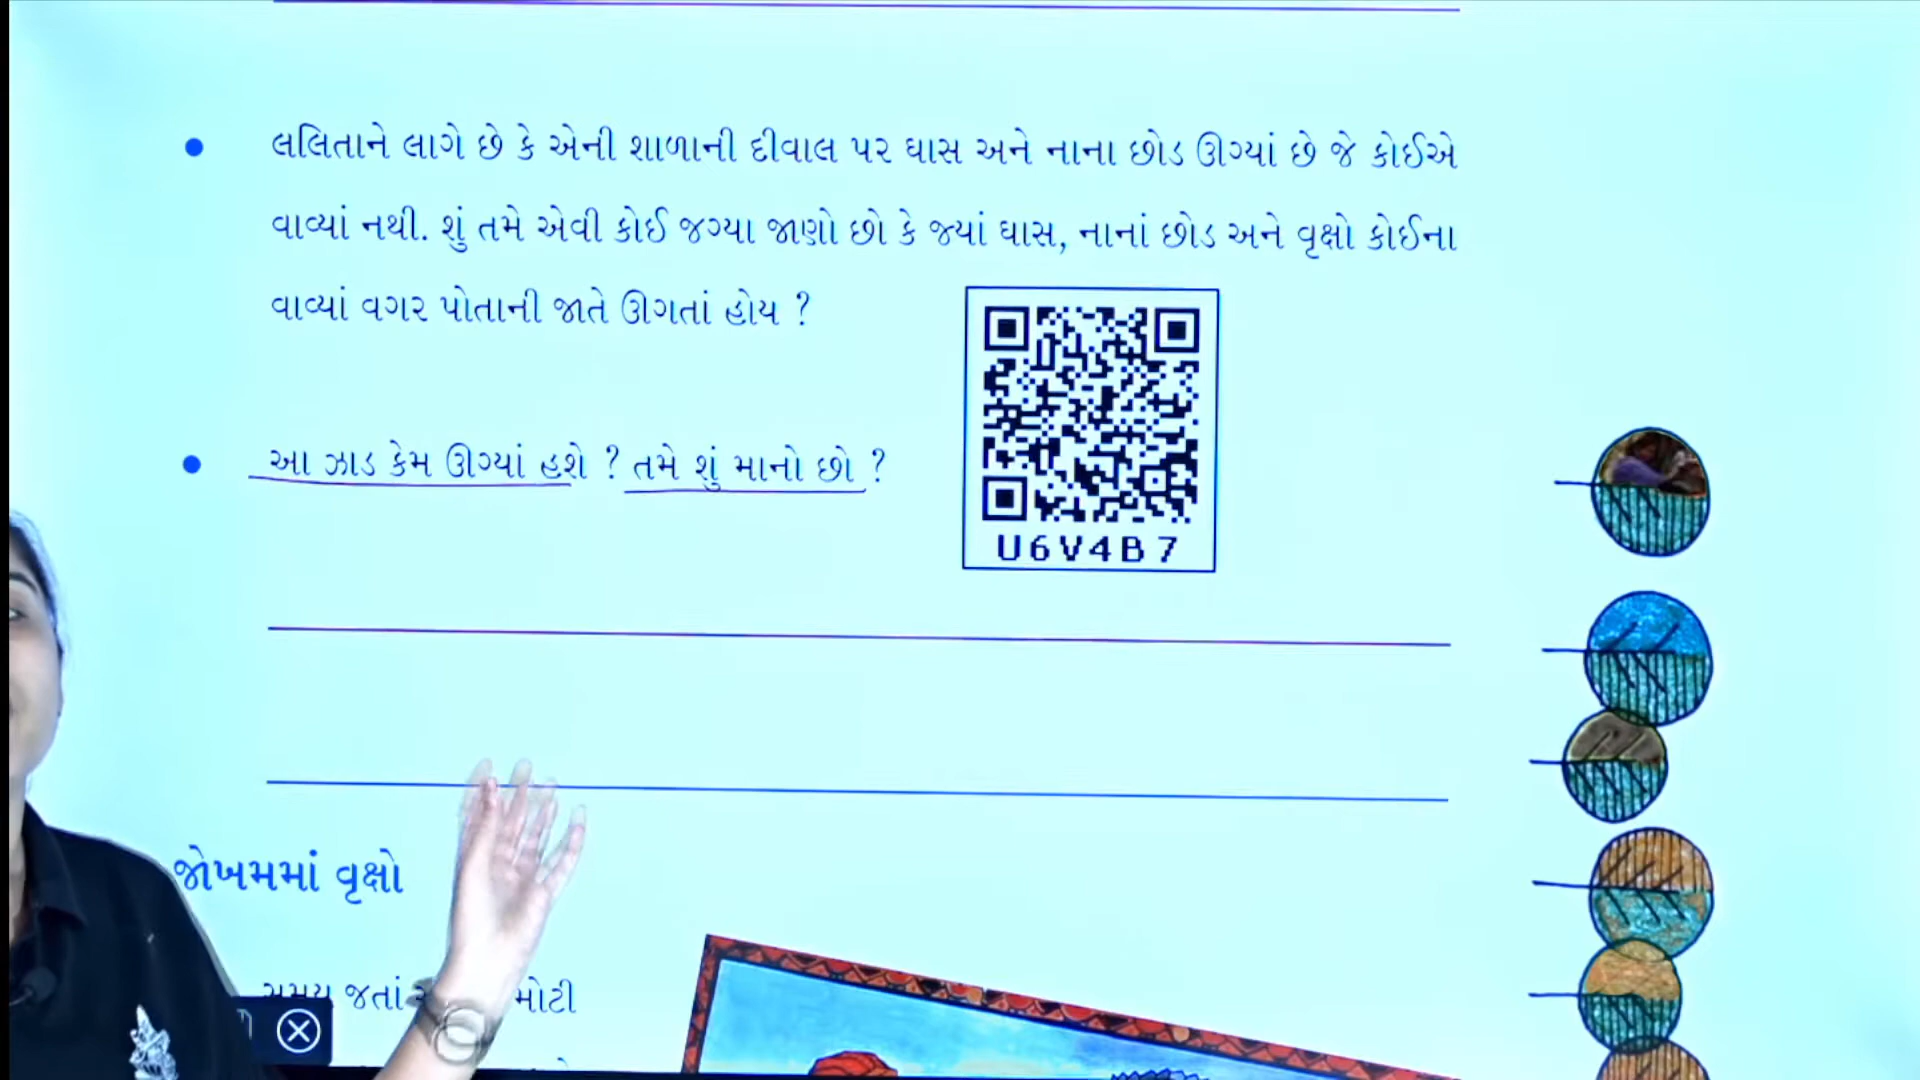 લલિતાને લાગે છે કે એની શાળાની દીવાલ પર ઘાસ અને નાના છોડ ઊગ્યાં છે જે કોઈએ
વાવ્યાં નથી. શું તમે એવી કોઈ જગ્યા જાણો છો કે જ્યાં ઘાસ, નાનાં છોડ અને વૃક્ષો કોઈના
વાવ્યાં વગર પોતાની જાતે ઊગતાં હોય ?
આ ઝાડ કેમ ઊગ્યાં હશે ? તમે શું માનો છો ?
U6V4B7
જોખમમાં વૃક્ષો
સમય જતાં મોટી